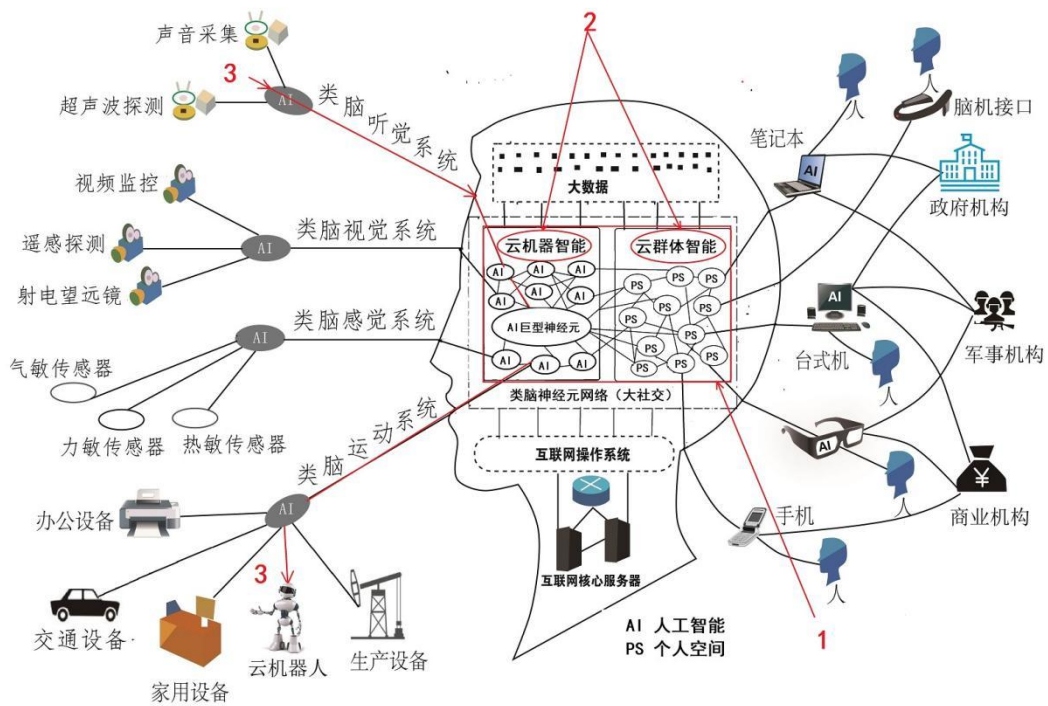 声音采集
3
AI
超声波探测
类脑听觉系统
视频监控
遥感探测
AI
类脑视觉系统
射电望远镜
类脑感觉系统
AI
气敏传感器
力敏传感器
热敏传感器
类脑运动系统
办公设备
AI
交通设备
3
家用设备
云机器人
生产设备
2
大数据
云机器智能
云群体智能
AI
AI
AI
AI
AI
AI
AI巨型神经元
AI
AI
AI
PS
PS
PS
PS
PS
PS
PS
PS
PS
PS
PS
类脑神经元网络（大社交）
互联网操作系统
互联网核心服务器
AI 人工智能
PS 个人空间
1
人
人
脑机接口
笔记本
AI
政府机构
AI
台式机
人
军事机构
AI
人
商业机构
手机
人